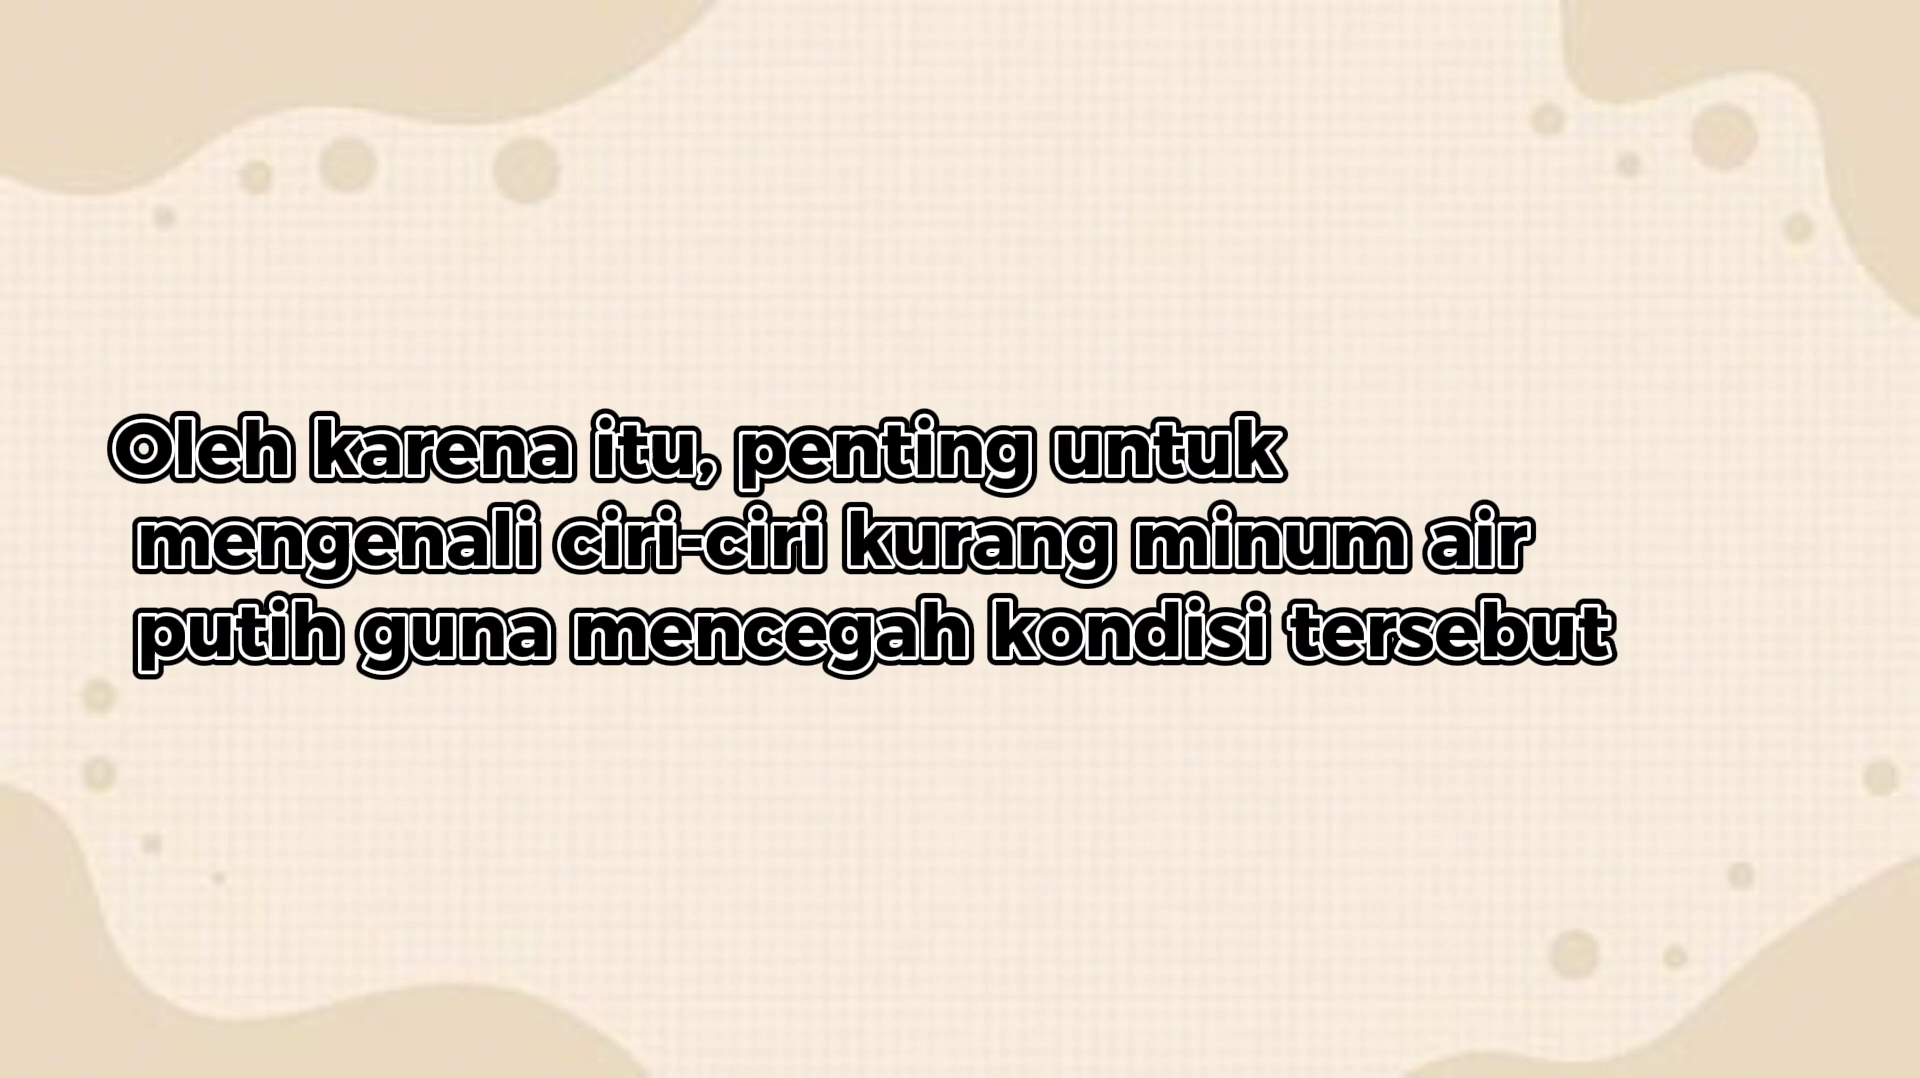 Oleh karena itu, penting untuk
mengenali ciri-ciri kurang minum air
putih guna mencegah kondisi tersebut